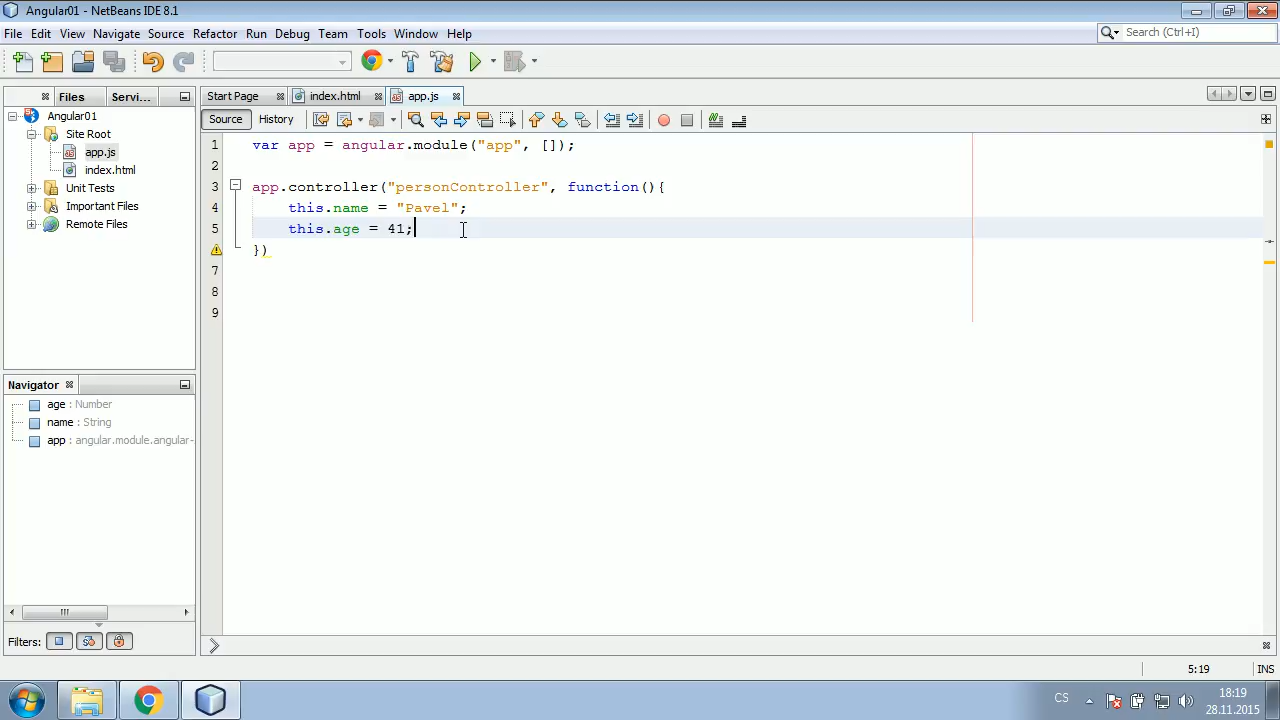 Angular01 - NetBeans IDE 8.1
File Edit View Navigate Source Refactor Run Debug Team Tools Window Help
Search (Ctrl+I)
Files Servi...
Start Page index.html app.js
Angular01
Site Root
app.js
index.html
Unit Tests
Important Files
Remote Files
Source History
1 var app = angular.module("app", []);
2
3 app.controller("personController", function(){
4 this.name = "Pavel";
5 this.age = 41;
})
7
8
9
Navigator
age : Number
name : String
app : angular.module.angular-
Filters:
5:19 INS
CS
18:19
28.11.2015